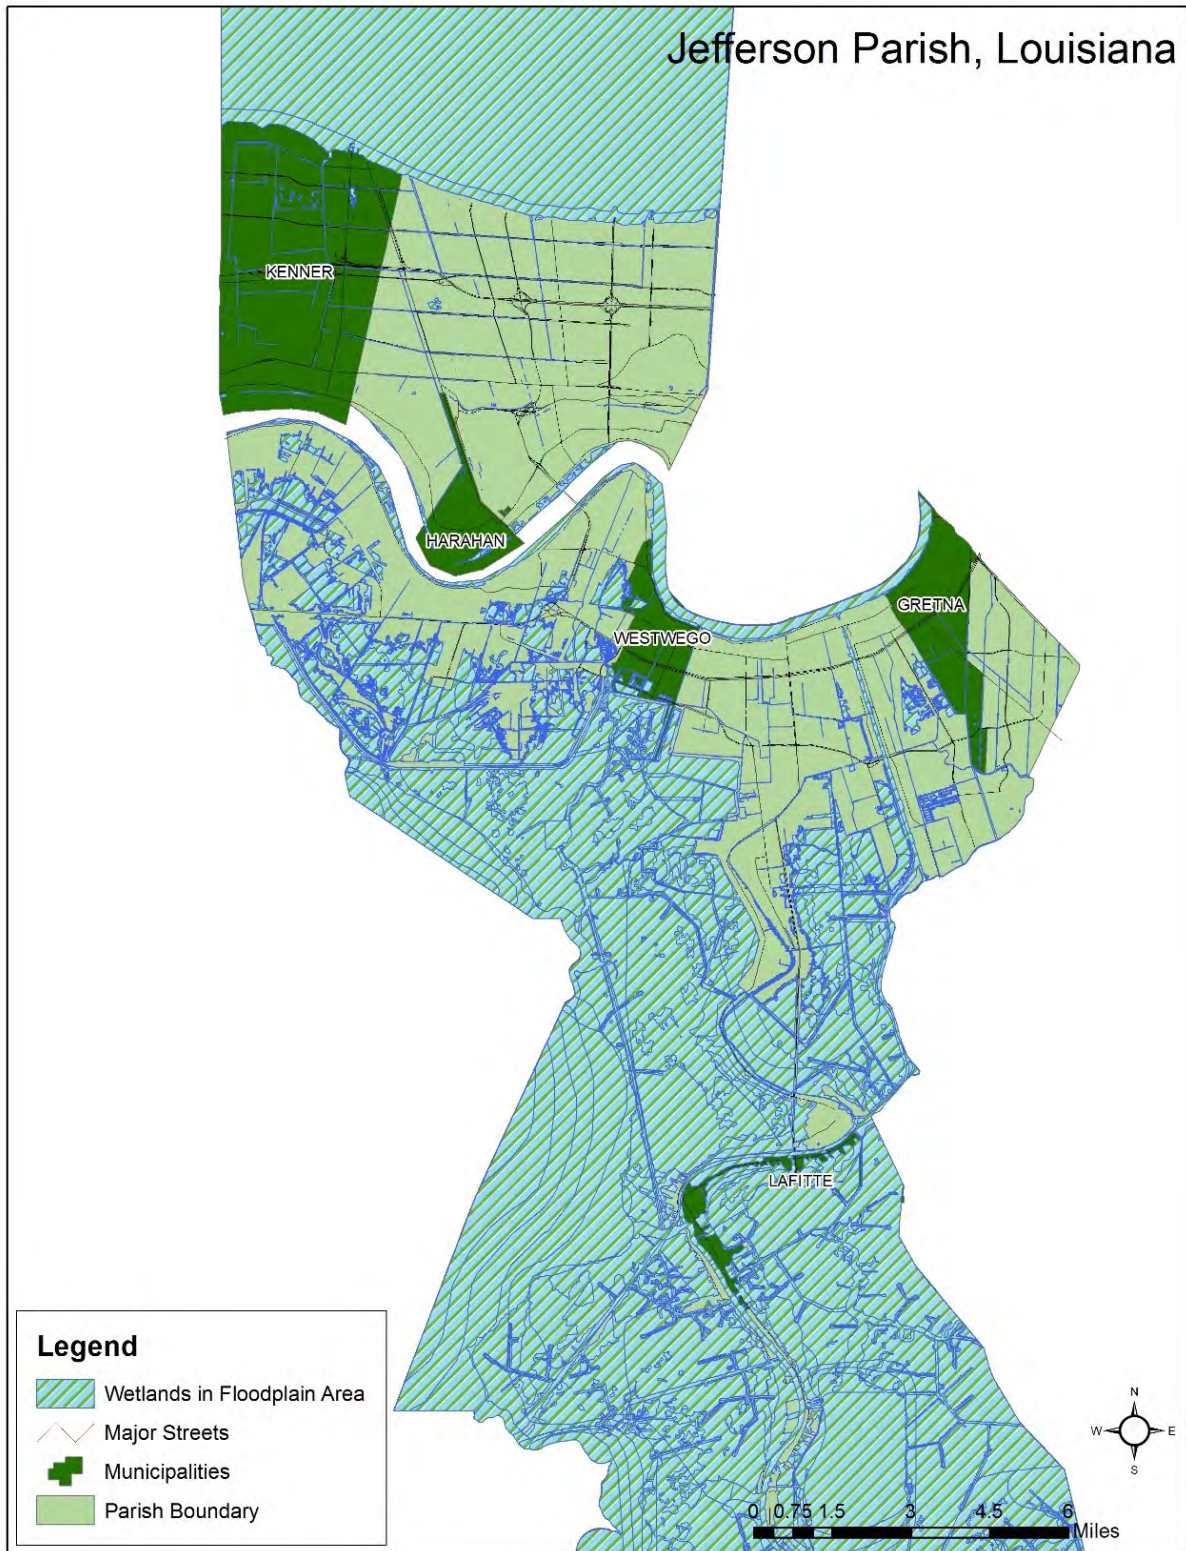 Jefferson Parish, Louisiana
KENNER
HARAHAN
GRETNA
WESTWEGO
LAFITTE
Legend
Wetlands in Floodplain Area
Major Streets
Municipalities
Parish Boundary
N
W E
S
0 0.75 1.5 3 4.5 6
Miles